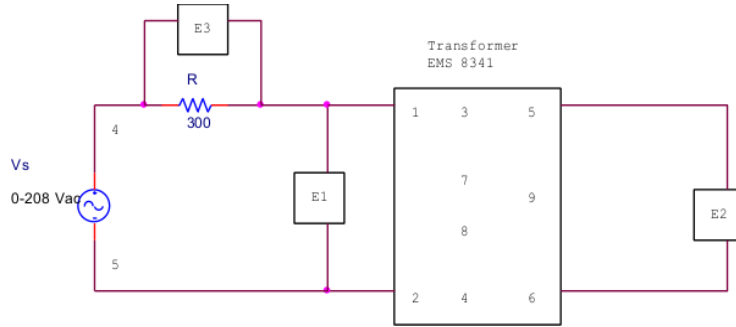 E3
Transformer
EMS 8341
R
300
4
Vs
0-208 Vac
5
E1
1 3 5
7
9
8
2 4 6
E2